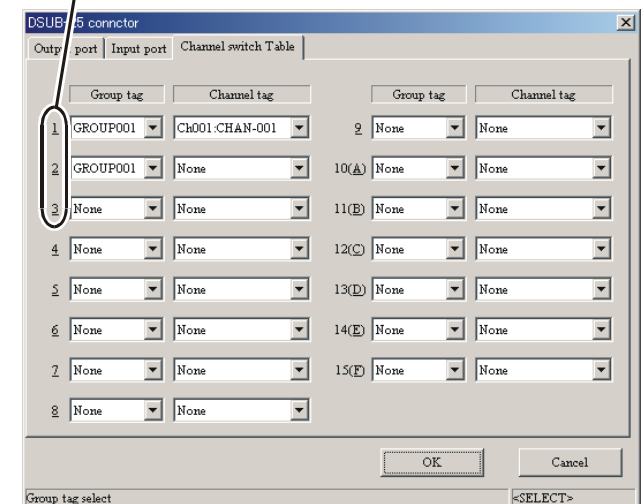 DSUB-25 connctor
Output port Input port Channel switch Table
Group tag Channel tag Group tag Channel tag
1 GROUP001 Ch001:CHAN-001 9 None None
2 GROUP001 None 10(A) None None
3 None None 11(B) None None
4 None None 12(C) None None
5 None None 13(D) None None
6 None None 14(E) None None
7 None None 15(F) None None
8 None None
OK Cancel
Group tag select <SELECT>